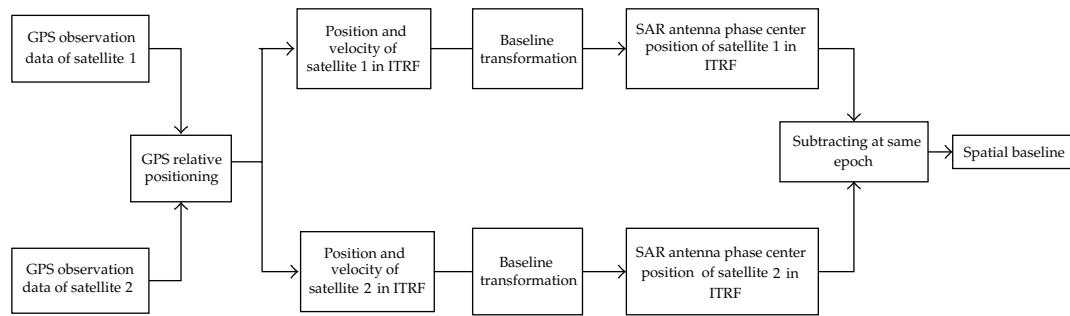 GPS observation
data of satellite 1
Position and
velocity of
satellite 1 in ITRF
Baseline
transformation
SAR antenna phase center
position of satellite 1 in
ITRF
GPS relative
positioning
Subtracting at same
epoch
Spatial baseline
GPS observation
data of satellite 2
Position and
velocity of
satellite 2 in ITRF
Baseline
transformation
SAR antenna phase center
position of satellite 2 in
ITRF